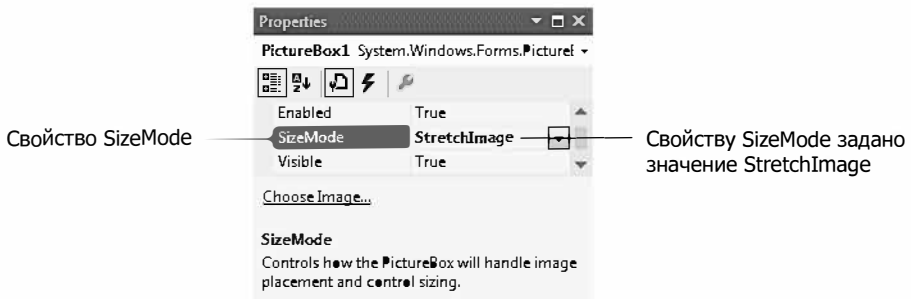 Properties
PictureBox1 System.Windows.Forms.PictureE
Enabled True
Свойство SizeMode
SizeMode StretchImage
Свойству SizeMode задано
значение StretchImage
Visible True
Choose Image...
SizeMode
Controls how the PictureBox will handle image
placement and control sizing.